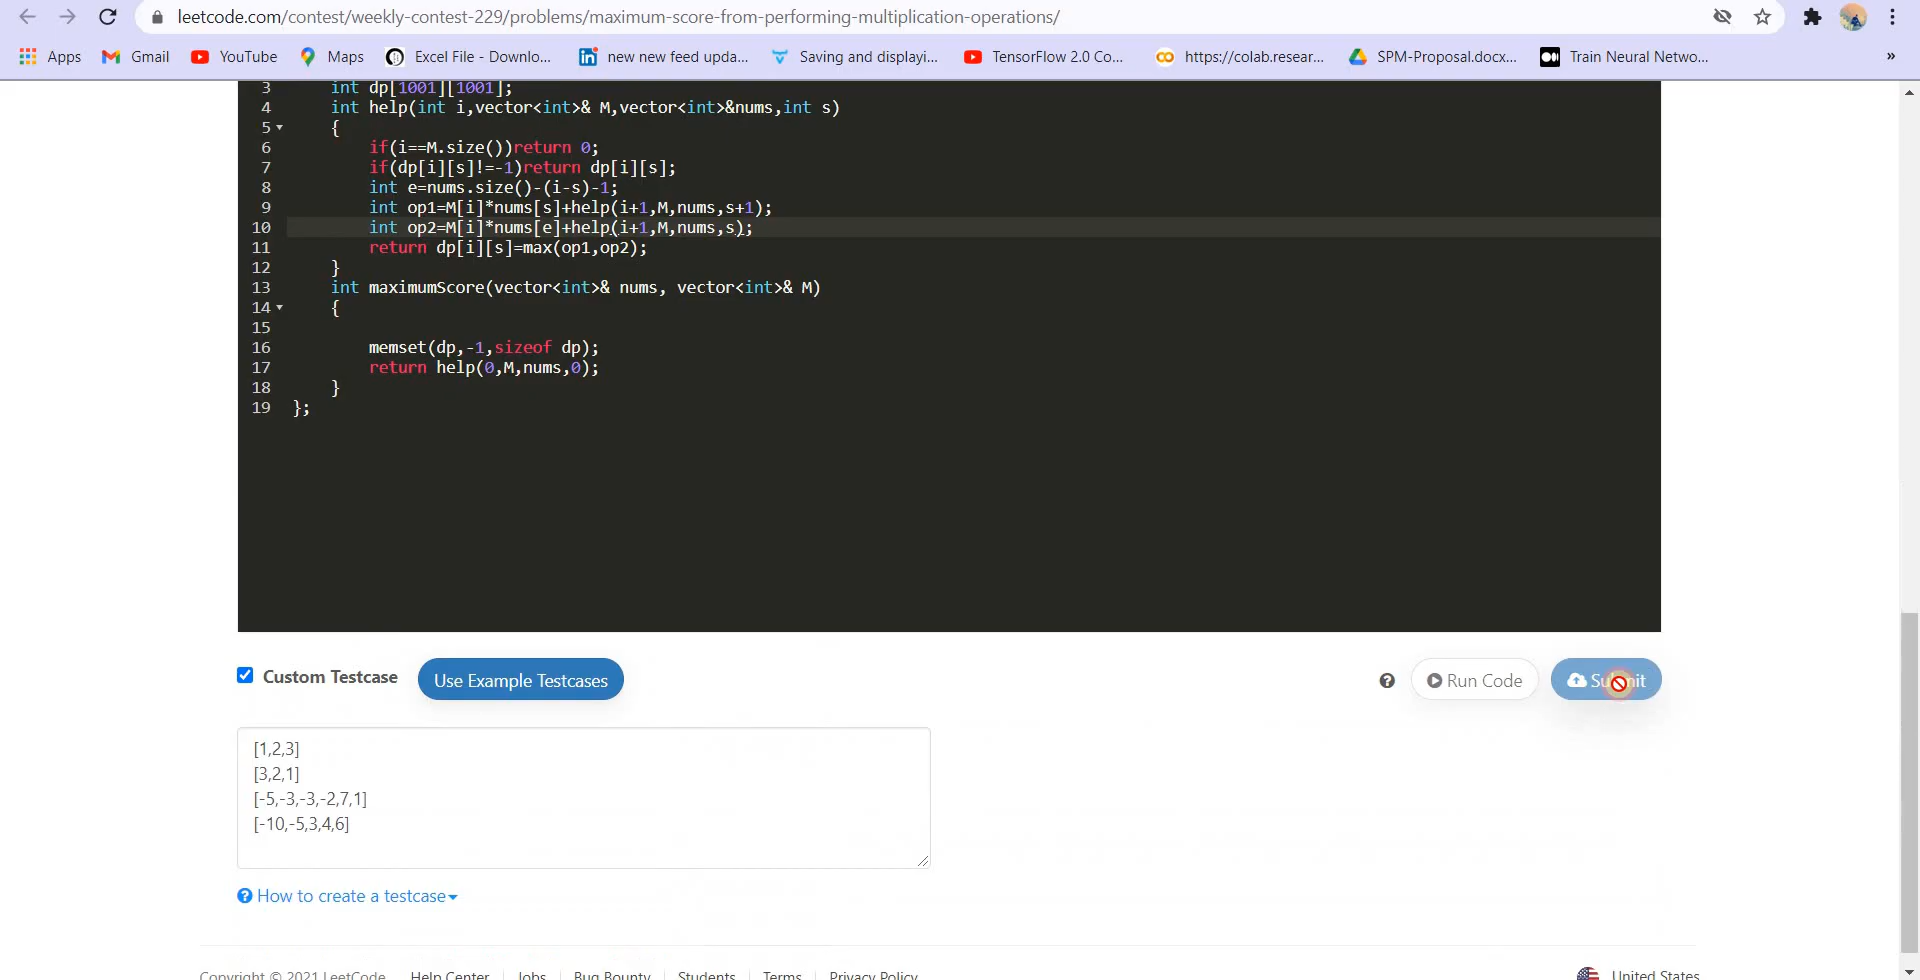 leetcode.com/contest/weekly-contest-229/problems/maximum-score-from-performing-multiplication-operations/
Apps Gmail YouTube Maps Excel File - Downlo... new new feed upda... Saving and displayi... TensorFlow 2.0 Co... https://colab.resear... SPM-Proposal.docx... Train Neural Netwo... »
3 int dp[1001][1001];
4 int help(int i,vector<int>& M,vector<int>&nums,int s)
5 {
6 if(i==M.size())return 0;
7 if(dp[i][s]!=-1)return dp[i][s];
8 int e=nums.size()-(i-s)-1;
9 int op1=M[i]*nums[s]+help(i+1,M,nums,s+1);
10 int op2=M[i]*nums[e]+help(i+1,M,nums,s);
11 return dp[i][s]=max(op1,op2);
12 }
13 int maximumScore(vector<int>& nums, vector<int>& M)
14 {
15
16 memset(dp,-1,sizeof dp);
17 return help(0,M,nums,0);
18 }
19 };
Custom Testcase Use Example Testcases Run Code Submit
[1,2,3]
[3,2,1]
[-5,-3,-3,-2,7,1]
[-10,-5,3,4,6]
How to create a testcase
Copyright © 2021 LeetCode Help Center Jobs Bug Bounty Students Terms Privacy Policy United States